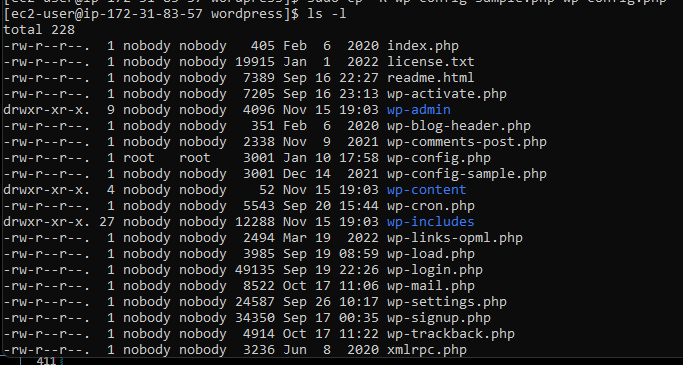 [ec2-user@ip-172-31-83-57 wordpress]$ sudo cp -R wp-config-sample.php wp-config.php
[ec2-user@ip-172-31-83-57 wordpress]$ ls -l
total 228
-rw-r--r--.  1 nobody nobody   405 Feb  6  2020 index.php
-rw-r--r--.  1 nobody nobody 19915 Jan  1  2022 license.txt
-rw-r--r--.  1 nobody nobody  7389 Sep 16 22:27 readme.html
-rw-r--r--.  1 nobody nobody  7205 Sep 16 23:13 wp-activate.php
drwxr-xr-x.  9 nobody nobody  4096 Nov 15 19:03 wp-admin
-rw-r--r--.  1 nobody nobody   351 Feb  6  2020 wp-blog-header.php
-rw-r--r--.  1 nobody nobody  2338 Nov  9  2021 wp-comments-post.php
-rw-r--r--.  1 root   root    3001 Jan 10 17:58 wp-config.php
-rw-r--r--.  1 nobody nobody  3001 Dec 14  2021 wp-config-sample.php
drwxr-xr-x.  4 nobody nobody    52 Nov 15 19:03 wp-content
-rw-r--r--.  1 nobody nobody  5543 Sep 20 15:44 wp-cron.php
drwxr-xr-x. 27 nobody nobody 12288 Nov 15 19:03 wp-includes
-rw-r--r--.  1 nobody nobody  2494 Mar 19  2022 wp-links-opml.php
-rw-r--r--.  1 nobody nobody  3985 Sep 19 08:59 wp-load.php
-rw-r--r--.  1 nobody nobody 49135 Sep 19 22:26 wp-login.php
-rw-r--r--.  1 nobody nobody  8522 Oct 17 11:06 wp-mail.php
-rw-r--r--.  1 nobody nobody 24587 Sep 26 10:17 wp-settings.php
-rw-r--r--.  1 nobody nobody 34350 Sep 17 00:35 wp-signup.php
-rw-r--r--.  1 nobody nobody  4914 Oct 17 11:22 wp-trackback.php
-rw-r--r--.  1 nobody nobody  3236 Jun  8  2020 xmlrpc.php
411